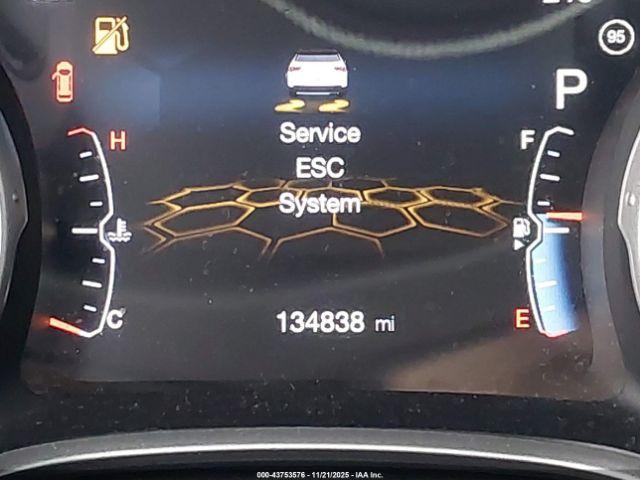 95
P
Service
H
F
ESC
System
C
134838 mi
E
000-43753576 - 11/21/2025 - IAA Inc.